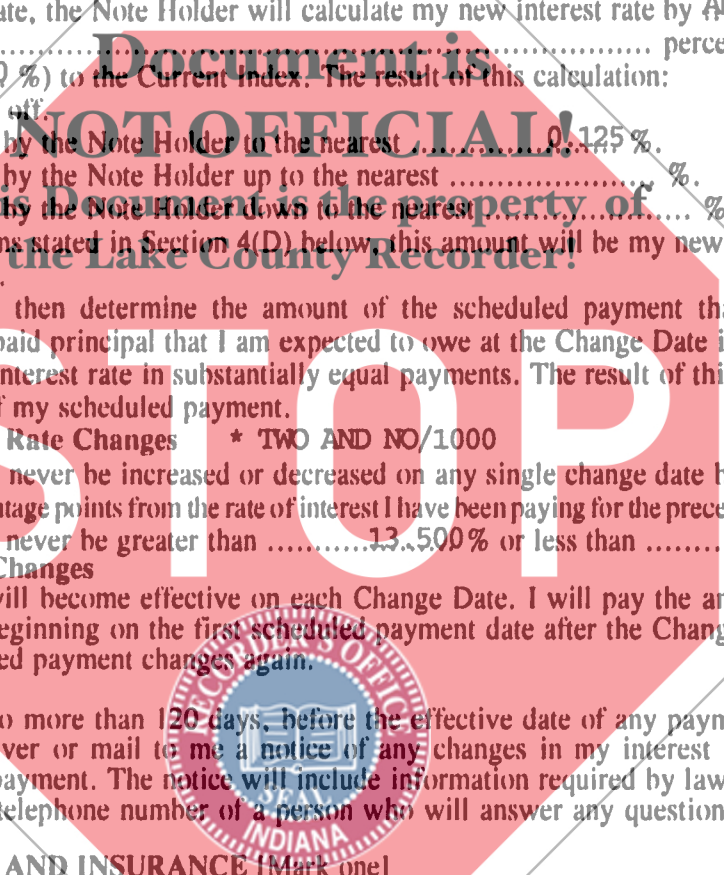 ate, the Note Holder will calculate my new interest rate by
perce
%) to the Current Index. The result of this calculation:
off.
by the Note Holder to the nearest .................... 0.125 %.
by the Note Holder up to the nearest ..................... %.
by the Note Holder down to the nearest ..................... %
ns stated in Section 4(D) below, this amount will be my new
then determine the amount of the scheduled payment tha
paid principal that I am expected to owe at the Change Date i
nterest rate in substantially equal payments. The result of thi
f my scheduled payment.
Rate Changes * TWO AND NO/1000
never be increased or decreased on any single change date b
ntage points from the rate of interest I have been paying for the prece
never be greater than ..........13.500% or less than ........
Changes
will become effective on each Change Date. I will pay the a
eginning on the first scheduled payment date after the Chang
ed payment changes again.
o more than 120 days, before the effective date of any paym
ver or mail to me a notice of any changes in my interest
payment. The notice will include information required by law
telephone number of a person who will answer any question
AND INSURANCE [Mark one]
Document is
NOT OFFICIAL!
is Document is the property of
the Lake County Recorder!
STOP
RECORDER'S OFFICE
SEAL
INDIANA